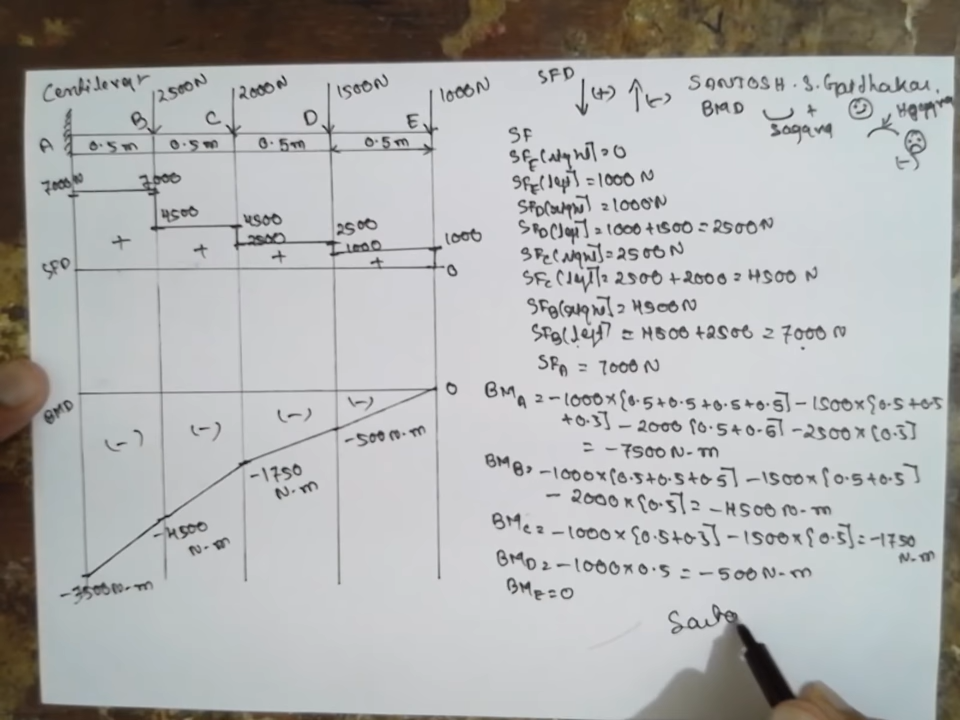 Centilever
2500N 2000N 1500N 1000N
A B C D E
0.5m 0.5m 0.5m 0.5m
7000N 7000
4500 4500
2500 2500
1000 1000
+ + + +
SFD 0
BMD 0
(-) (-) (-) (-)
-500 N-m
-1750
N-m
-4500
N-m
-7500 N-m
SFD
(+) (-)
SANTOSH. S.
BMD + Sagging
(-)
SF
SFE [right] = 0
SFE [left] = 1000 N
SFD [right] = 1000N
SFD [left] = 1000+1500 = 2500N
SFC [right] = 2500 N
SFC [left] = 2500 + 2000 = 4500 N
SFB [right] = 4500 N
SFB [left] = 4500 + 2500 = 7000 N
SFA = 7000 N
BMA = -1000×[0.5+0.5+0.5+0.5] - 1500×[0.5+0.5
+0.5] - 2000 [0.5+0.5] - 2500×[0.5]
= -7500 N-m
BMB = -1000×[0.5+0.5+0.5] - 1500×[0.5+0.5]
- 2000×[0.5] = -4500 N-m
BMC = -1000×[0.5+0.5] - 1500×[0.5] = -1750
N-m
BMD = -1000×0.5 = -500 N-m
BME = 0